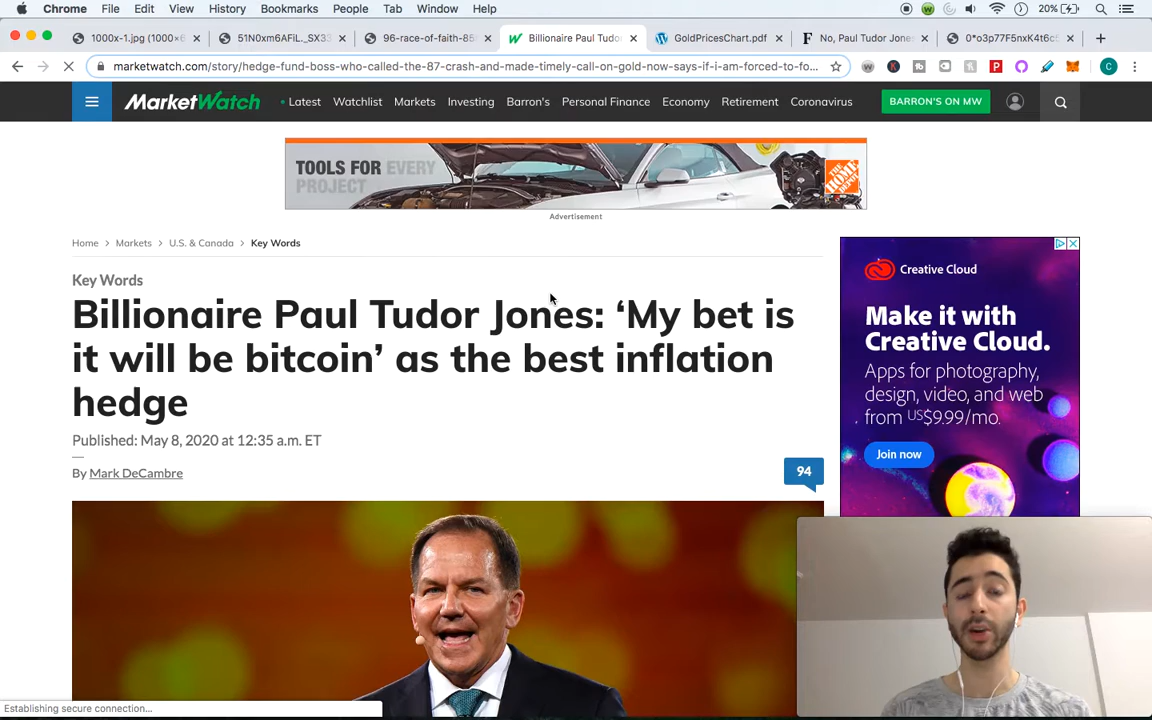 Chrome File Edit View History Bookmarks People Tab Window Help 20%
1000x-1.jpg (1000×6 51N0xm6AFiL._SX33 96-race-of-faith-85 Billionaire Paul Tudo GoldPricesChart.pdf No, Paul Tudor Jone 0*o3p77F5nxK4t6c5
marketwatch.com/story/hedge-fund-boss-who-called-the-87-crash-and-made-timely-call-on-gold-now-says-if-i-am-forced-to-fo...
MarketWatch • Latest Watchlist Markets Investing Barron's Personal Finance Economy Retirement Coronavirus BARRON'S ON MW
TOOLS FOR EVERY
PROJECT
THE HOME DEPOT
Advertisement
Home > Markets > U.S. & Canada > Key Words
Key Words
Billionaire Paul Tudor Jones: ‘My bet is
it will be bitcoin’ as the best inflation
hedge
Published: May 8, 2020 at 12:35 a.m. ET
By Mark DeCambre
94
Creative Cloud
Make it with
Creative Cloud.
Apps for photography,
design, video, and web
from US$9.99/mo.
Join now
Establishing secure connection...